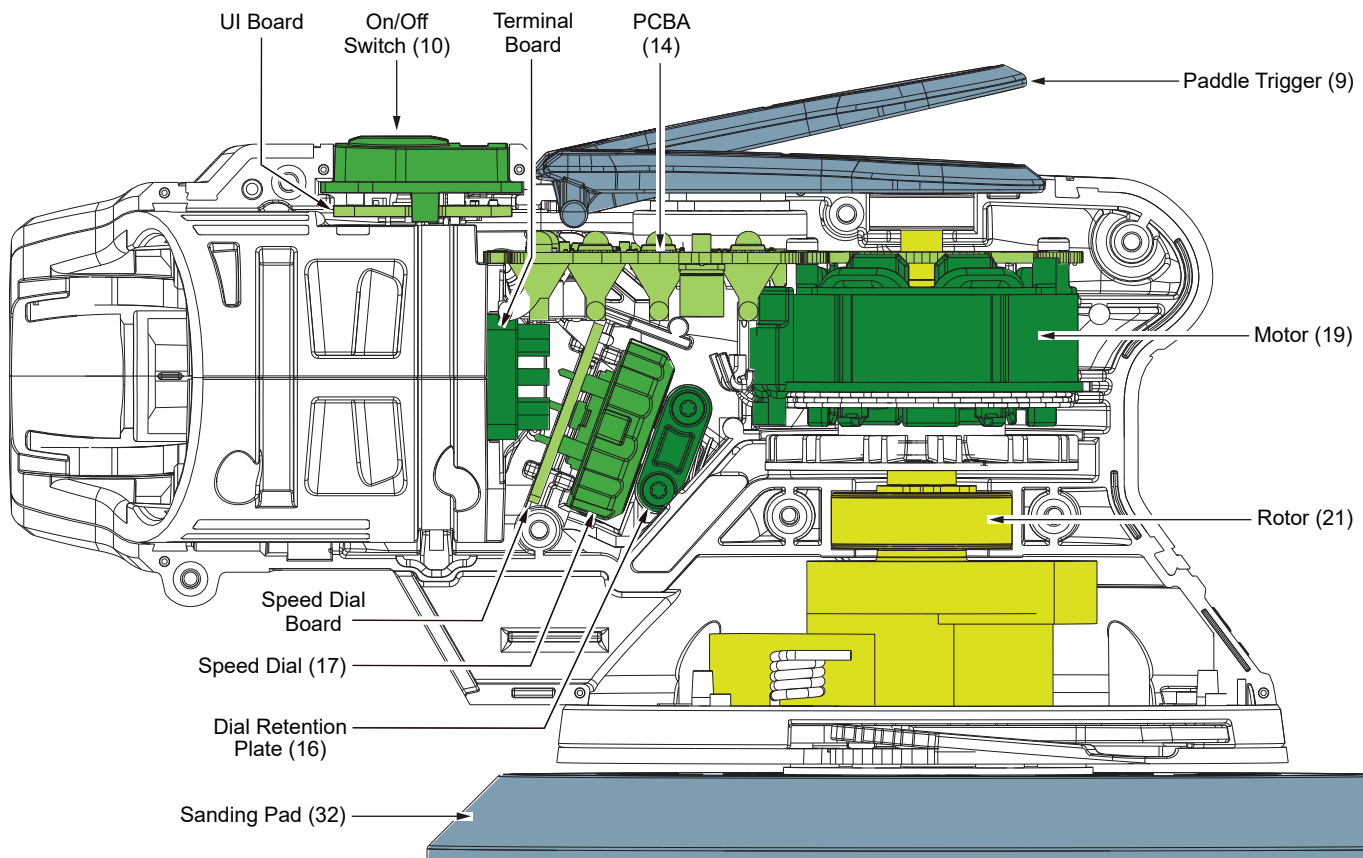 UI Board
On/Off
Switch (10)
Terminal
Board
PCBA
(14)
Paddle Trigger (9)
Motor (19)
Rotor (21)
Speed Dial
Board
Speed Dial (17)
Dial Retention
Plate (16)
Sanding Pad (32)